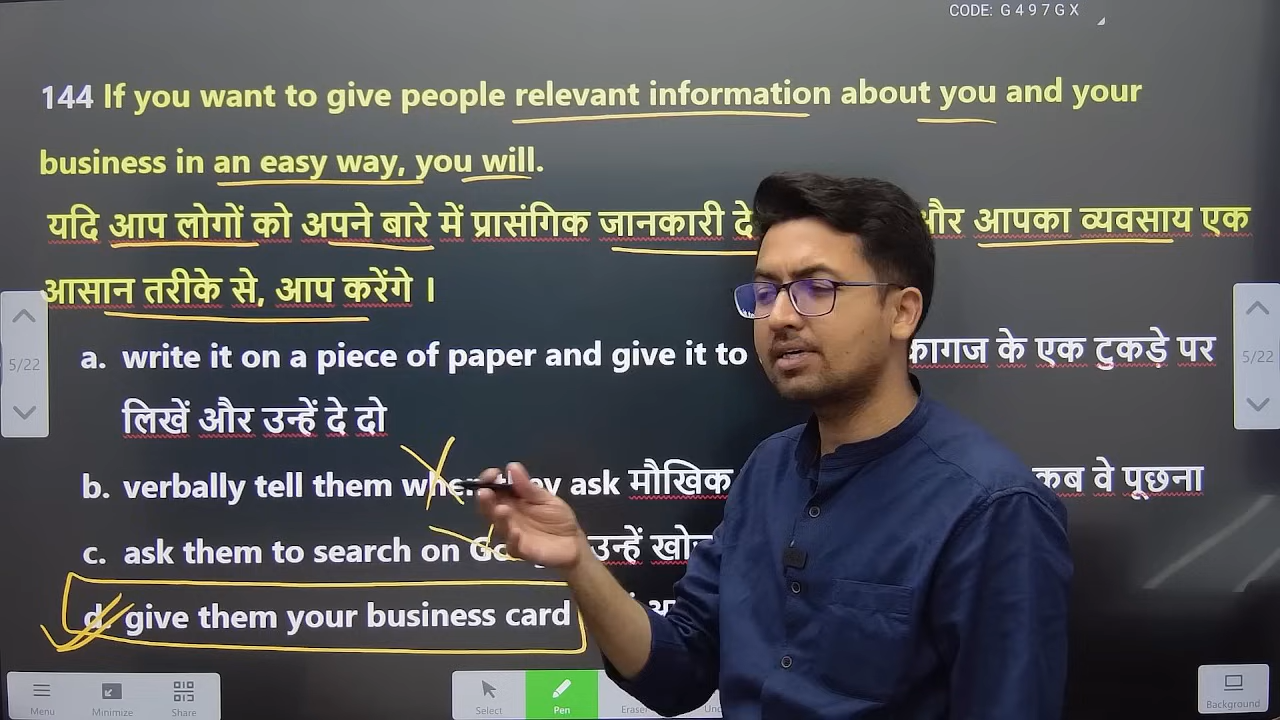 CODE: G 4 9 7 G X
144 If you want to give people relevant information about you and your
business in an easy way, you will.
यदि आप लोगों को अपने बारे में प्रासंगिक जानकारी दे और आपका व्यवसाय एक
आसान तरीके से, आप करेंगे ।
a. write it on a piece of paper and give it to कागज के एक टुकड़े पर
लिखें और उन्हें दे दो
b. verbally tell them when they ask मौखिक कब वे पूछना
c. ask them to search on उन्हें
d. give them your business card
5/22
5/22
Menu
Minimize
Share
Select
Pen
Background